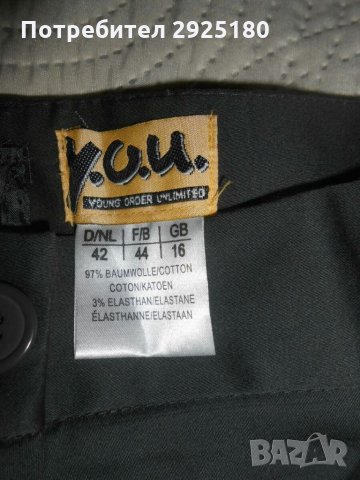 Потребител 2925180
y.o.u.
YOUNG ORDER UNLIMITED
D/NL F/B GB
42 44 16
97% BAUMWOLLE/COTTON
COTON/KATOEN
3% ELASTHAN/ELASTANE
ÉLASTHANNE/ELASTAAN
BAZAR